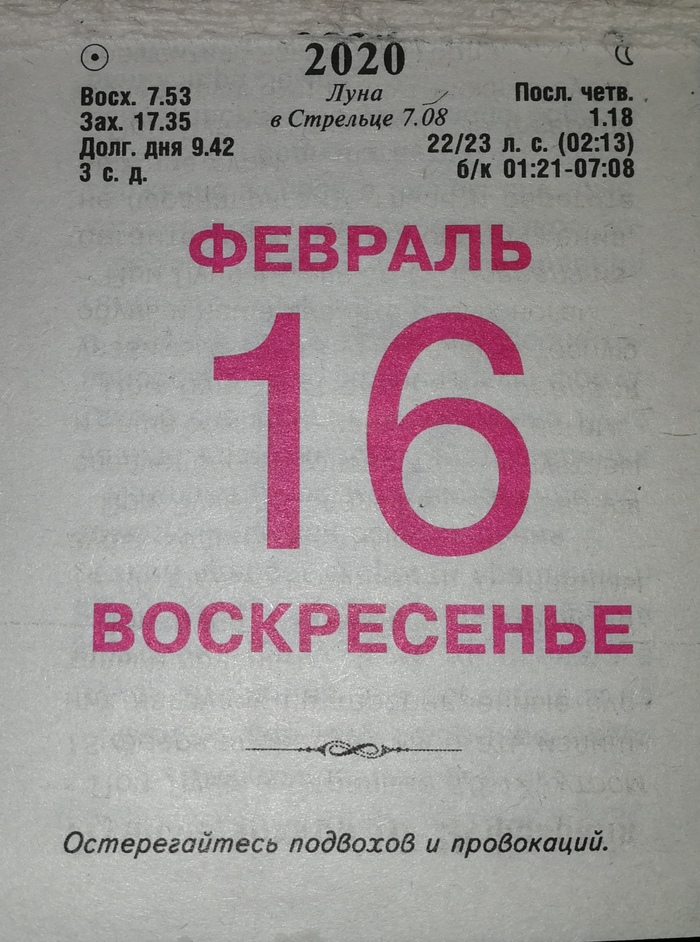 2020
Восх. 7.53
Зах. 17.35
Долг. дня 9.42
3 с. д.
Луна
в Стрельце 7.08
Посл. четв.
1.18
22/23 л. с. (02:13)
б/к 01:21-07:08
ФЕВРАЛЬ
16
ВОСКРЕСЕНЬЕ
Остерегайтесь подвохов и провокаций.